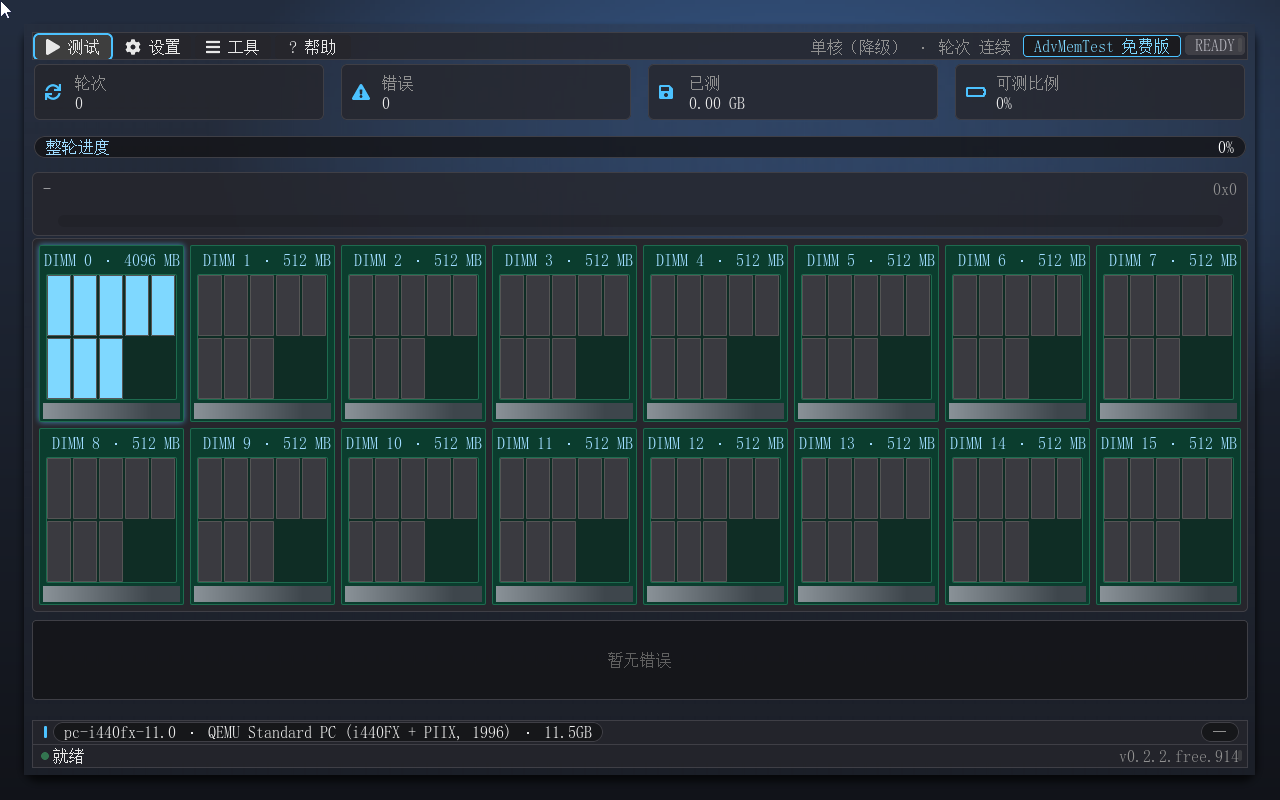 测试 设置 工具 ? 帮助 单核（降级） · 轮次 连续 AdvMemTest 免费版 READY
轮次 错误 已测 可测比例
0 0 0.00 GB 0%
整轮进度 0%
— 0x0
DIMM 0 · 4096 MB DIMM 1 · 512 MB DIMM 2 · 512 MB DIMM 3 · 512 MB DIMM 4 · 512 MB DIMM 5 · 512 MB DIMM 6 · 512 MB DIMM 7 · 512 MB
DIMM 8 · 512 MB DIMM 9 · 512 MB DIMM 10 · 512 MB DIMM 11 · 512 MB DIMM 12 · 512 MB DIMM 13 · 512 MB DIMM 14 · 512 MB DIMM 15 · 512 MB
暂无错误
pc-i440fx-11.0 · QEMU Standard PC (i440FX + PIIX, 1996) · 11.5GB —
就绪 v0.2.2.free.914